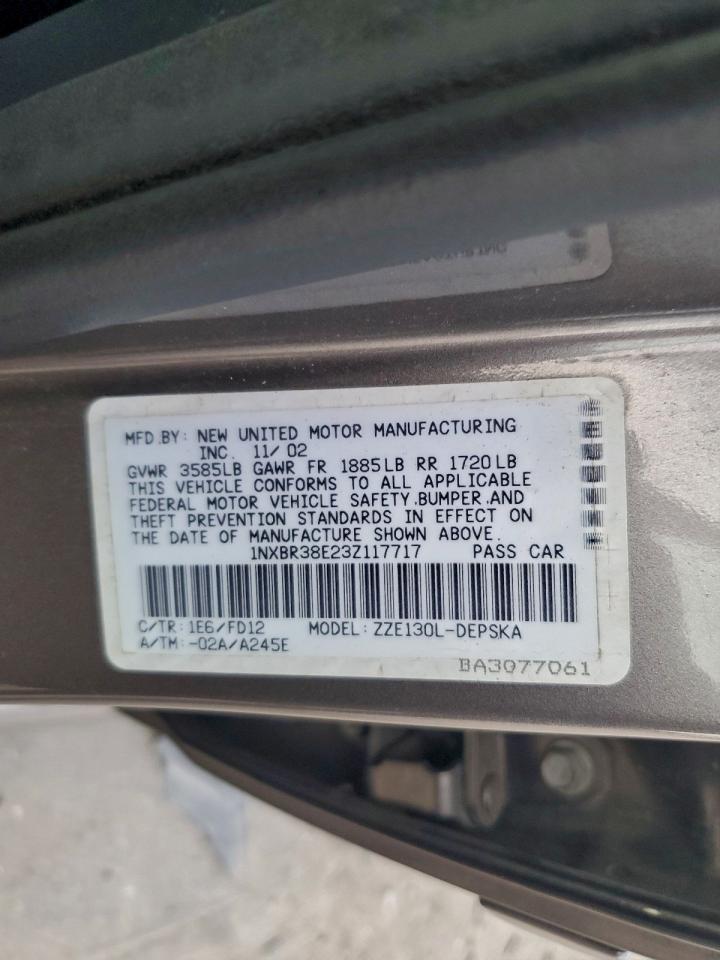 MFD.BY: NEW UNITED MOTOR MANUFACTURING
INC. 11/02
GVWR 3585LB GAWR FR 1885LB RR 1720LB
THIS VEHICLE CONFORMS TO ALL APPLICABLE
FEDERAL MOTOR VEHICLE SAFETY.BUMPER.AND
THEFT PREVENTION STANDARDS IN EFFECT ON
THE DATE OF MANUFACTURE SHOWN ABOVE.
1NXBR38E23Z117717 PASS CAR
C/TR:1E6/FD12 MODEL:ZZE130L-DEPSKA
A/TM:-02A/A245E
BA3077061